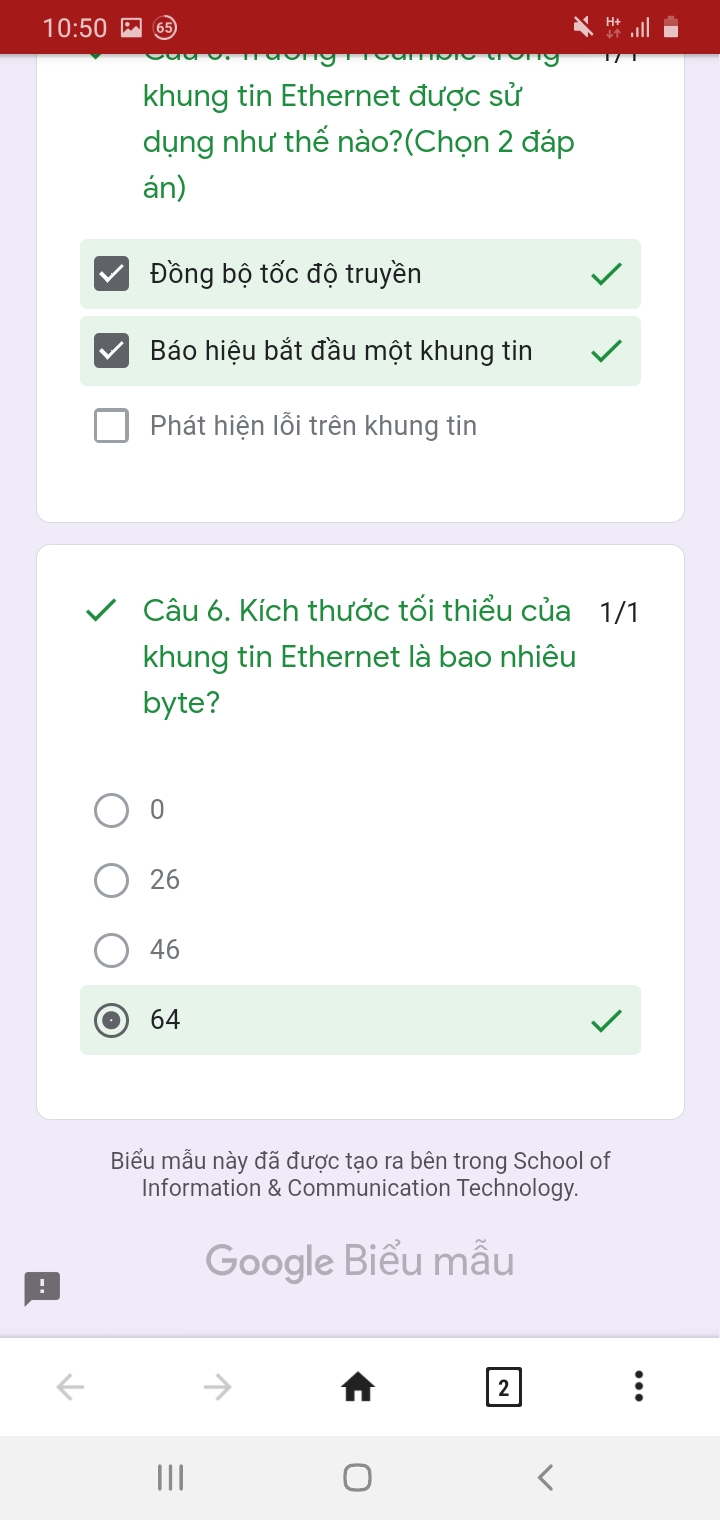 10:50
65
H+
khung tin Ethernet được sử
dụng như thế nào?(Chọn 2 đáp
án)
Đồng bộ tốc độ truyền
Báo hiệu bắt đầu một khung tin
Phát hiện lỗi trên khung tin
Câu 6. Kích thước tối thiểu của 1/1
khung tin Ethernet là bao nhiêu
byte?
0
26
46
64
Biểu mẫu này đã được tạo ra bên trong School of
Information & Communication Technology.
Google Biểu mẫu
2